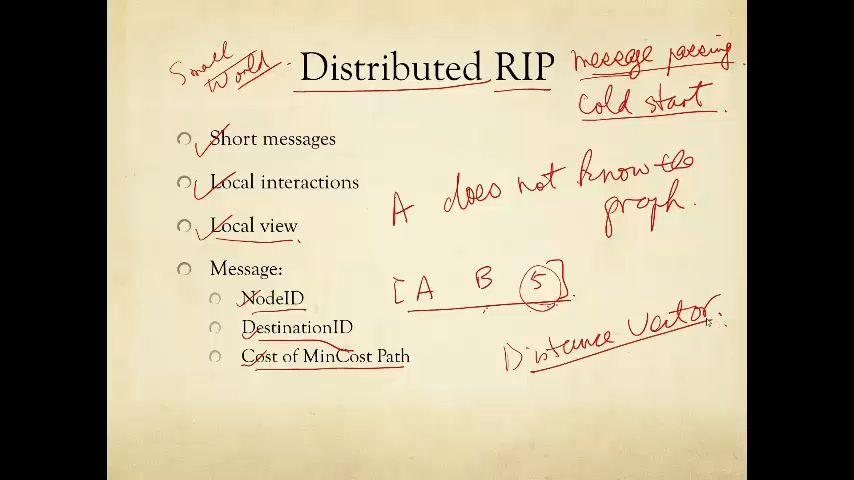 Small World.
Distributed RIP
message passing.
cold start.
Short messages
Local interactions
A does not know the graph.
Local view
Message:
[A B 5].
NodeID
DestinationID
Distance Vector.
Cost of MinCost Path